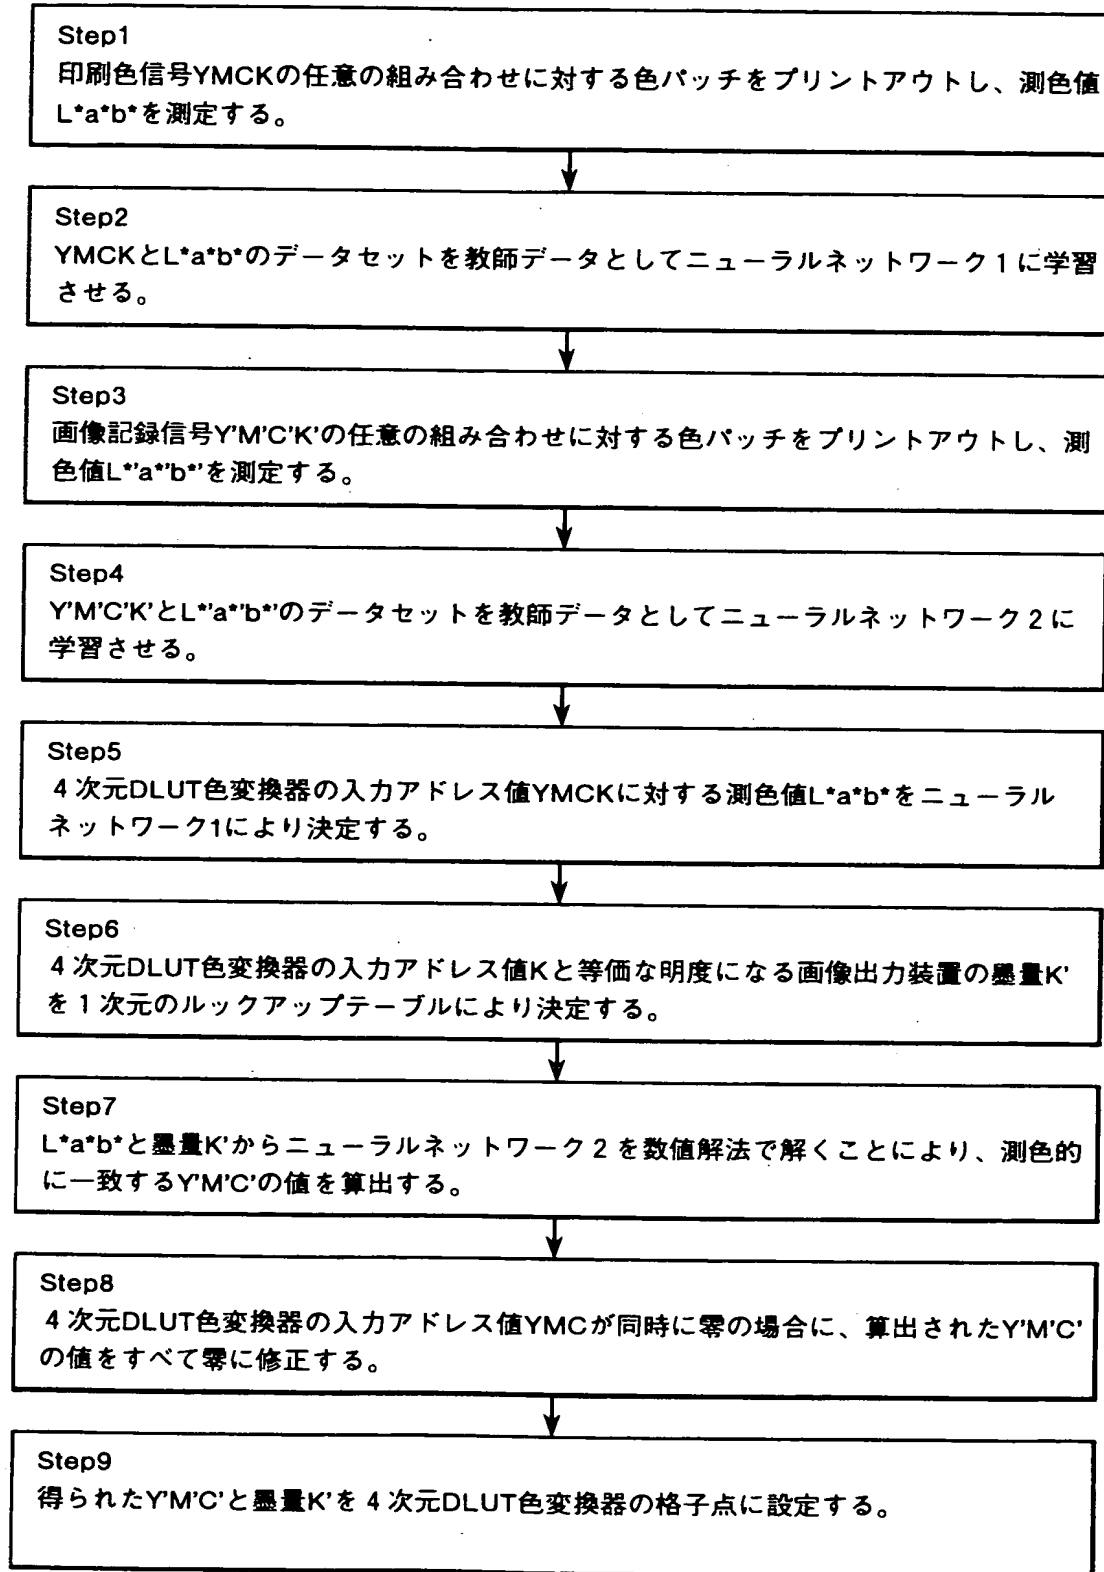 Step1
印刷色信号YMCKの任意の組み合わせに対する色パッチをプリントアウトし、測色値
L*a*b*を測定する。
Step2
YMCKとL*a*b*のデータセットを教師データとしてニューラルネットワーク１に学習
させる。
Step3
画像記録信号Y'M'C'K'の任意の組み合わせに対する色パッチをプリントアウトし、測
色値L*'a*'b*'を測定する。
Step4
Y'M'C'K'とL*'a*'b*'のデータセットを教師データとしてニューラルネットワーク２に
学習させる。
Step5
４次元DLUT色変換器の入力アドレス値YMCKに対する測色値L*a*b*をニューラル
ネットワーク1により決定する。
Step6
４次元DLUT色変換器の入力アドレス値Kと等価な明度になる画像出力装置の墨量K'
を１次元のルックアップテーブルにより決定する。
Step7
L*a*b*と墨量K'からニューラルネットワーク２を数値解法で解くことにより、測色的
に一致するY'M'C'の値を算出する。
Step8
４次元DLUT色変換器の入力アドレス値YMCが同時に零の場合に、算出されたY'M'C'
の値をすべて零に修正する。
Step9
得られたY'M'C'と墨量K'を４次元DLUT色変換器の格子点に設定する。